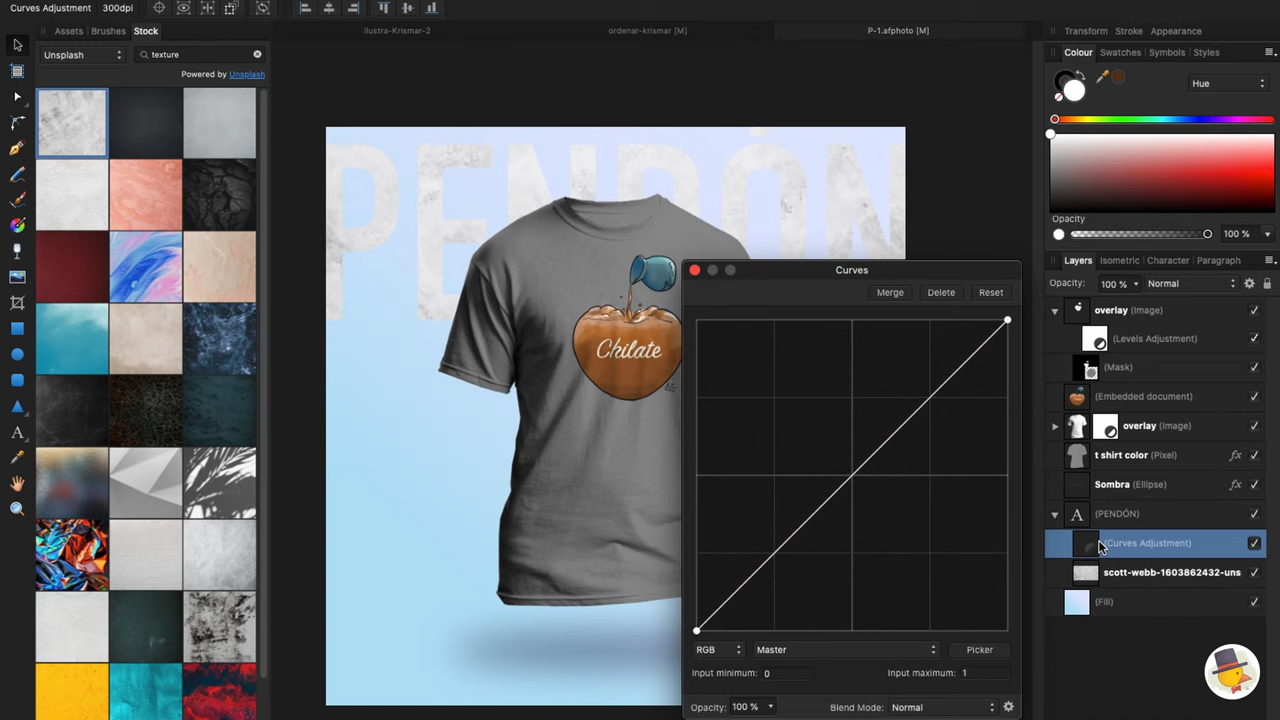 Curves Adjustment 300dpi
Assets Brushes Stock
Unsplash texture
Powered by Unsplash
ilustra-Krismar-2 ordenar-krismar [M] P-1.afphoto [M]
PENDÓN
Chilate
Curves
Merge Delete Reset
RGB Master Picker
Input minimum: 0 Input maximum: 1
Opacity: 100 % Blend Mode: Normal
Transform Stroke Appearance
Colour Swatches Symbols Styles
Hue
Opacity
100 %
Layers Isometric Character Paragraph
Opacity: 100 % Normal
overlay (Image)
(Levels Adjustment)
(Mask)
(Embedded document)
overlay (Image)
t shirt color (Pixel) fx
Sombra (Ellipse) fx
A (PENDÓN)
(Curves Adjustment)
scott-webb-1603862432-uns
(Fill)